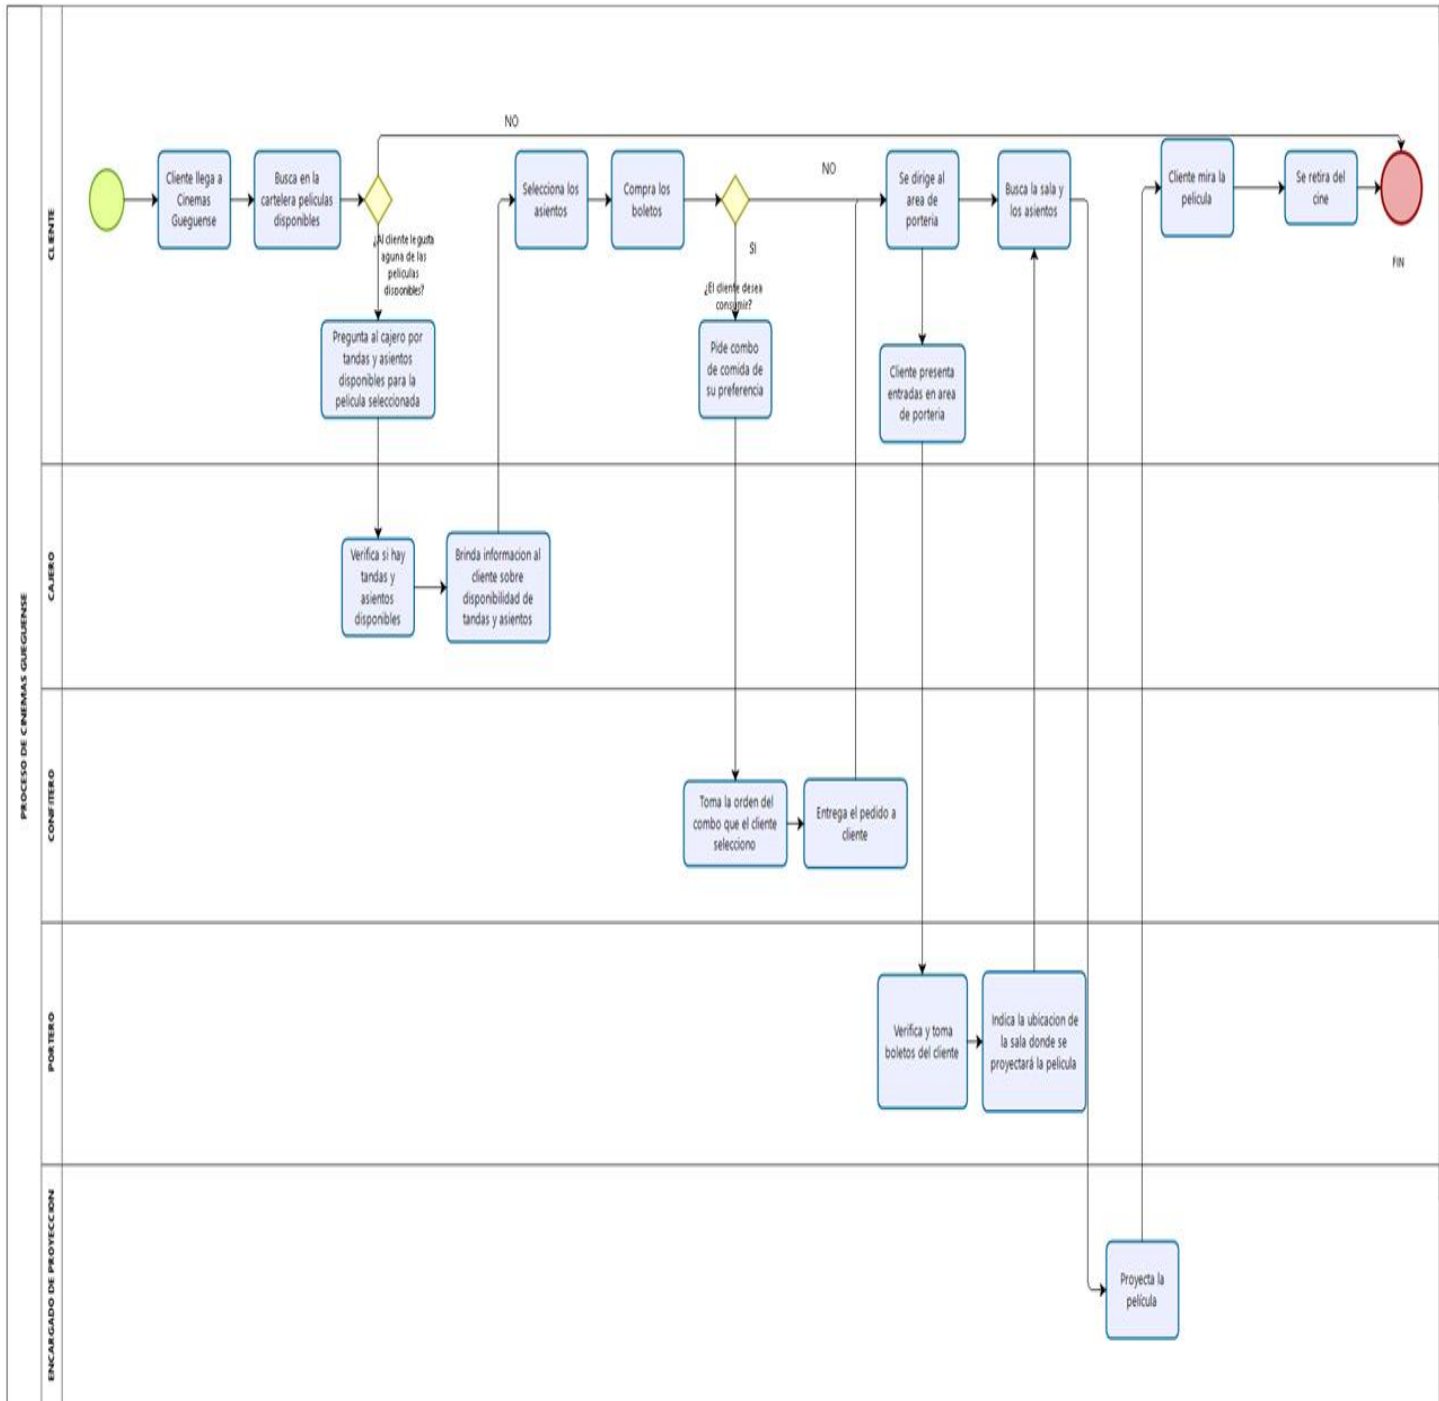 PROCESO DE CINEMAS GUEGUENSE
CLIENTE
NO
Cliente llega a
Cinemas
Gueguense
Busca en la
cartelera peliculas
disponibles
¿Al cliente le gusta
aguna de las
peliculas
disponibles?
Pregunta al cajero por
tandas y asientos
disponibles para la
pelicula seleccionada
Selecciona los
asientos
Compra los
boletos
NO
SI
¿El cliente desea
consumir?
Pide combo
de comida de
su preferencia
Se dirige al
area de
porteria
Cliente presenta
entradas en area
de porteria
Busca la sala y
los asientos
Cliente mira la
pelicula
Se retira del
cine
FIN
CAJERO
Verifica si hay
tandas y
asientos
disponibles
Brinda informacion al
cliente sobre
disponibilidad de
tandas y asientos
CONFITERO
Toma la orden del
combo que el cliente
selecciono
Entrega el pedido a
cliente
PORTERO
Verifica y toma
boletos del cliente
Indica la ubicacion de
la sala donde se
proyectará la pelicula
ENCARGADO DE PROYECCION
Proyecta la
película